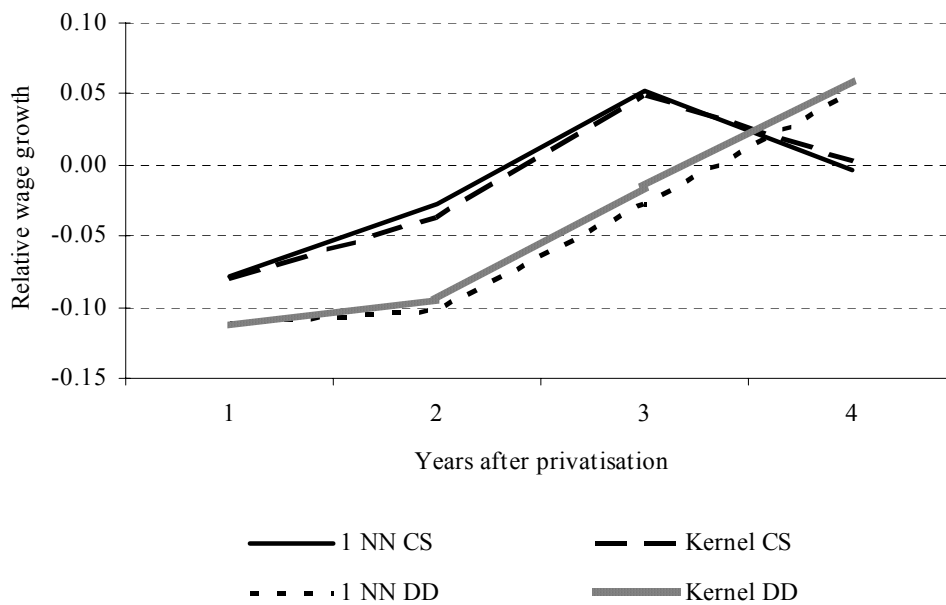 0.10
0.05
0.00
-0.05
-0.10
-0.15
Relative wage growth
1 2 3 4
Years after privatisation
1 NN CS Kernel CS
1 NN DD Kernel DD